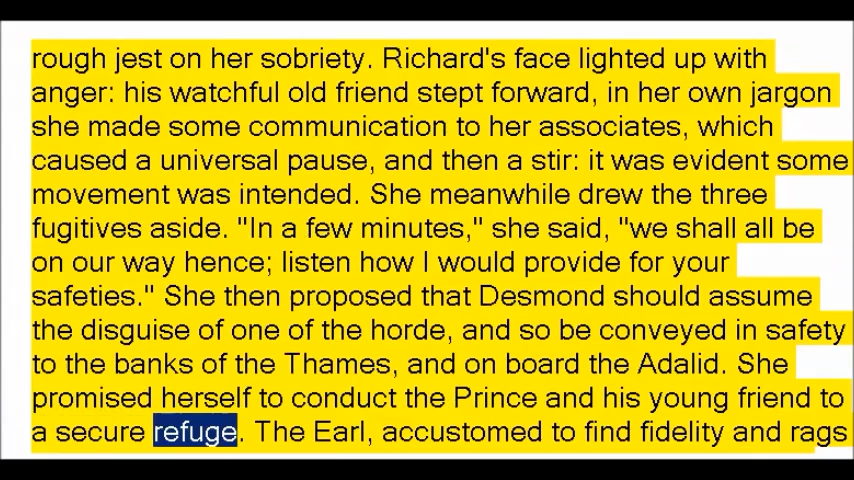 rough jest on her sobriety. Richard's face lighted up with
anger: his watchful old friend stept forward, in her own jargon
she made some communication to her associates, which
caused a universal pause, and then a stir: it was evident some
movement was intended. She meanwhile drew the three
fugitives aside. "In a few minutes," she said, "we shall all be
on our way hence; listen how I would provide for your
safeties." She then proposed that Desmond should assume
the disguise of one of the horde, and so be conveyed in safety
to the banks of the Thames, and on board the Adalid. She
promised herself to conduct the Prince and his young friend to
a secure refuge. The Earl, accustomed to find fidelity and rags